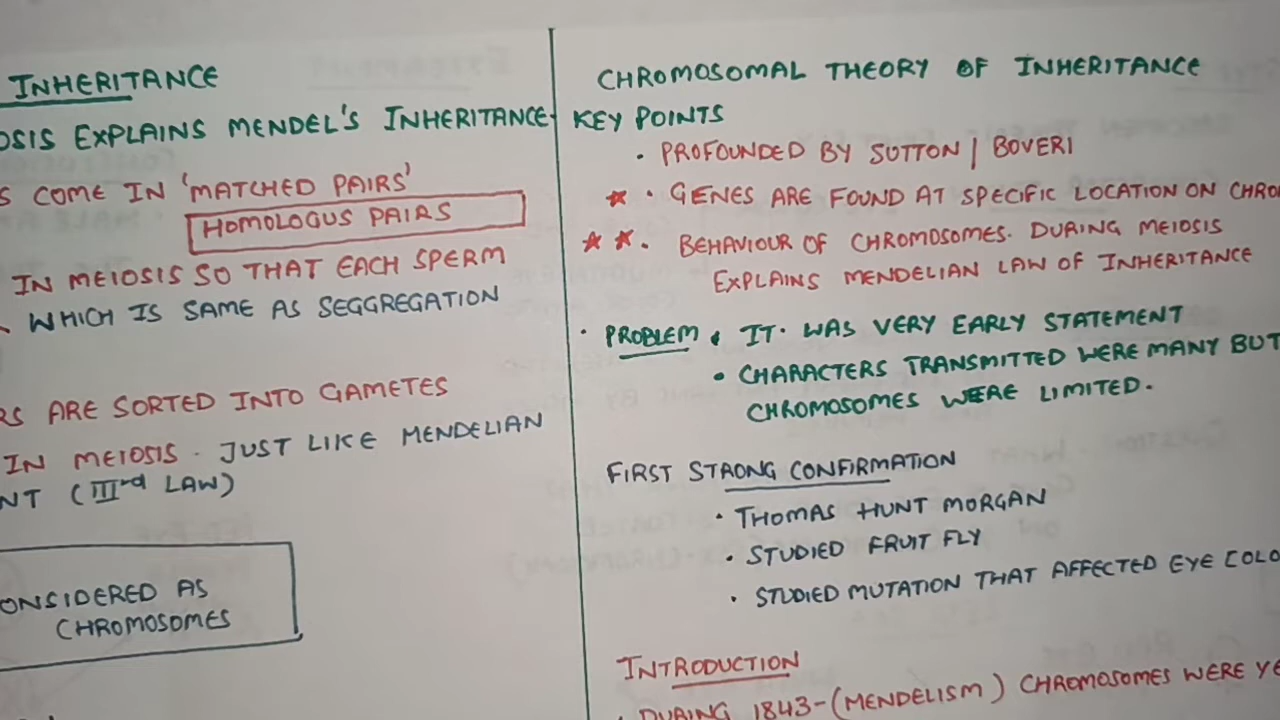 INHERITANCE
OSIS EXPLAINS MENDEL'S INHERITANCE
S COME IN 'MATCHED PAIRS'
HOMOLOGUS PAIRS
IN MEIOSIS SO THAT EACH SPERM
WHICH IS SAME AS SEGGREGATION
RS ARE SORTED INTO GAMETES
IN MEIOSIS. JUST LIKE MENDELIAN
NT (IIIrd LAW)
ONSIDERED AS
CHROMOSOMES
CHROMOSOMAL THEORY OF INHERITANCE
KEY POINTS
• PROFOUNDED BY SUTTON / BOVERI
★ • GENES ARE FOUND AT SPECIFIC LOCATION ON CHRO
★ ★ • BEHAVIOUR OF CHROMOSOMES. DURING MEIOSIS
EXPLAINS MENDELIAN LAW OF INHERITANCE
• PROBLEM • IT. WAS VERY EARLY STATEMENT
• CHARACTERS TRANSMITTED WERE MANY BUT
CHROMOSOMES WERE LIMITED.
FIRST STRONG CONFIRMATION
• THOMAS HUNT MORGAN
• STUDIED FRUIT FLY
• STUDIED MUTATION THAT AFFECTED EYE COLO
INTRODUCTION
• DURING 1843-(MENDELISM) CHROMOSOMES WERE YE